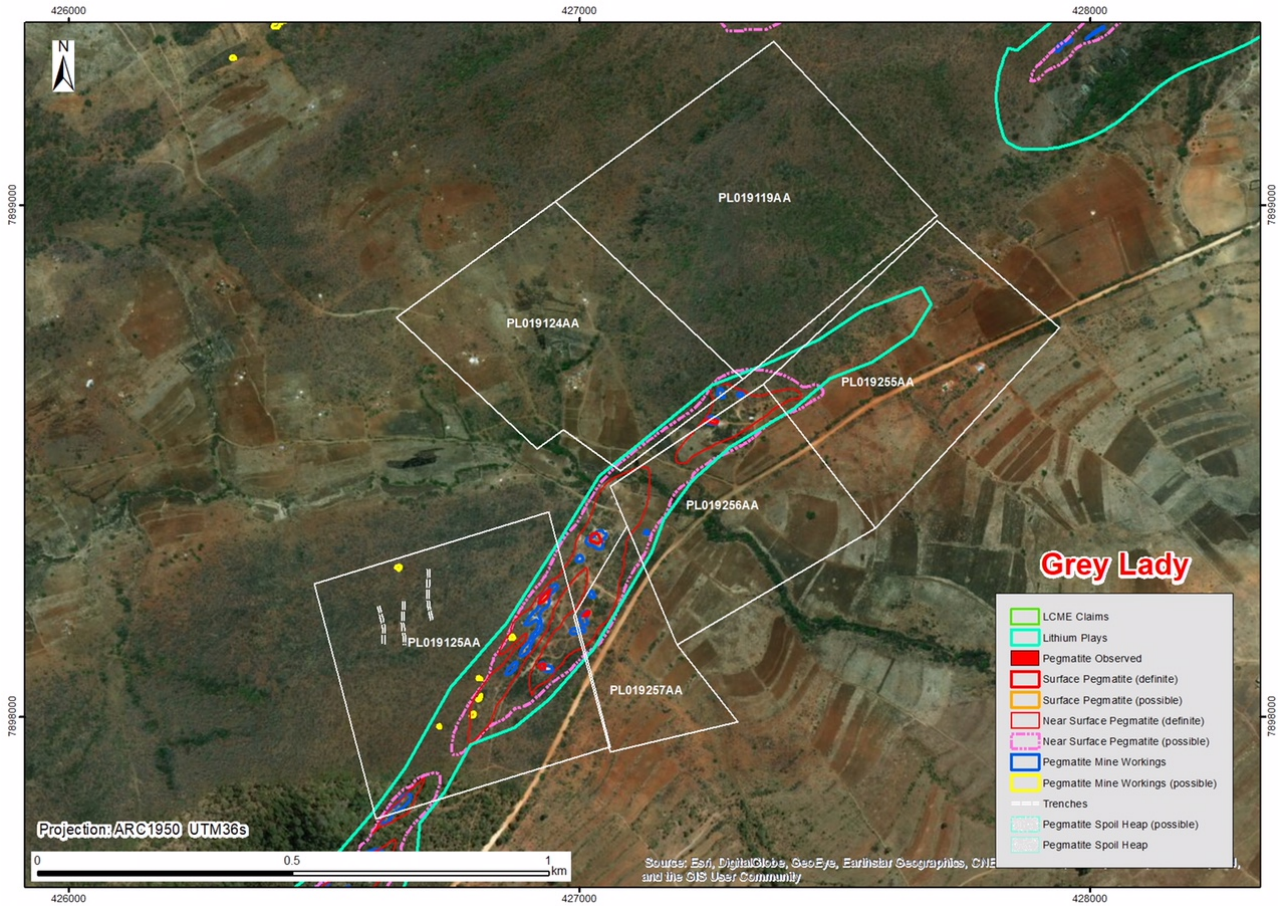 426000
427000
428000
N
PL019119AA
7899000
7899000
PL019124AA
PL019255AA
PL019256AA
PL019125AA
PL019257AA
Grey Lady
LCME Claims
Lithium Plays
Pegmatite Observed
Surface Pegmatite (definite)
Surface Pegmatite (possible)
Near Surface Pegmatite (definite)
Near Surface Pegmatite (possible)
Pegmatite Mine Workings
Pegmatite Mine Workings (possible)
Trenches
Pegmatite Spoil Heap (possible)
Pegmatite Spoil Heap
7898000
7898000
Projection: ARC1950 UTM36s
0 0.5 1
km
Source: Esri, DigitalGlobe, GeoEye, Earthstar Geographics,
and the GIS User Community
426000
427000
428000